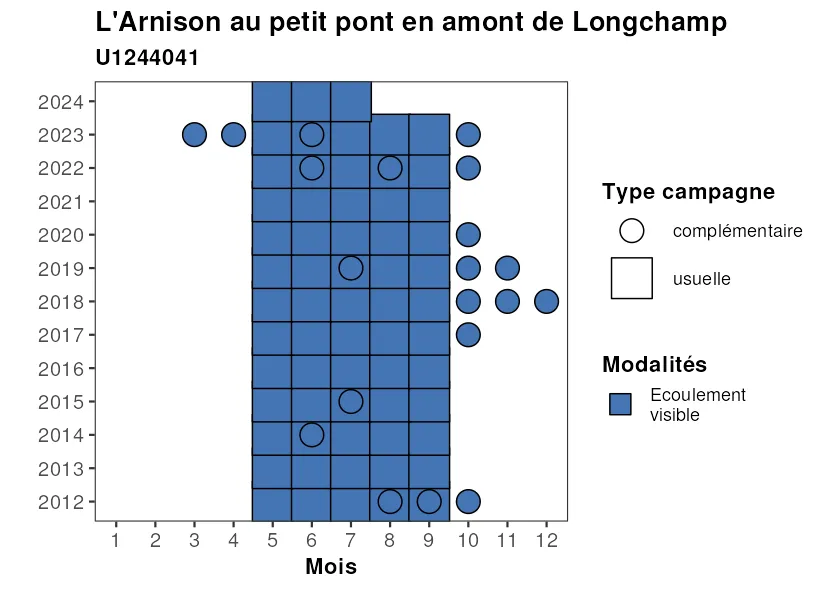 L'Arnison au petit pont en amont de Longchamp
U1244041
2024
2023
2022
2021
2020
2019
2018
2017
2016
2015
2014
2013
2012
1 2 3 4 5 6 7 8 9 10 11 12
Mois
Type campagne
complémentaire
usuelle
Modalités
Ecoulement
visible